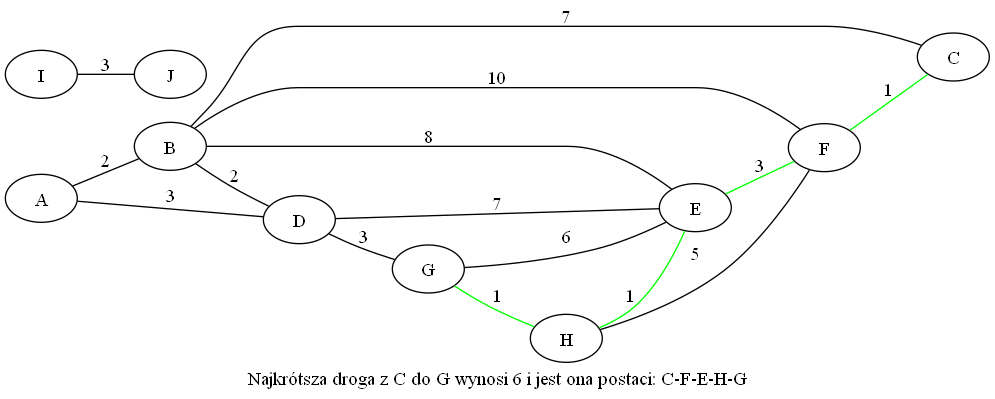 7
C
I
3
J
10
1
B
8
F
2
2
3
A
3
E
D
7
3
6
5
G
1
1
H
Najkrótsza droga z C do G wynosi 6 i jest ona postaci: C-F-E-H-G